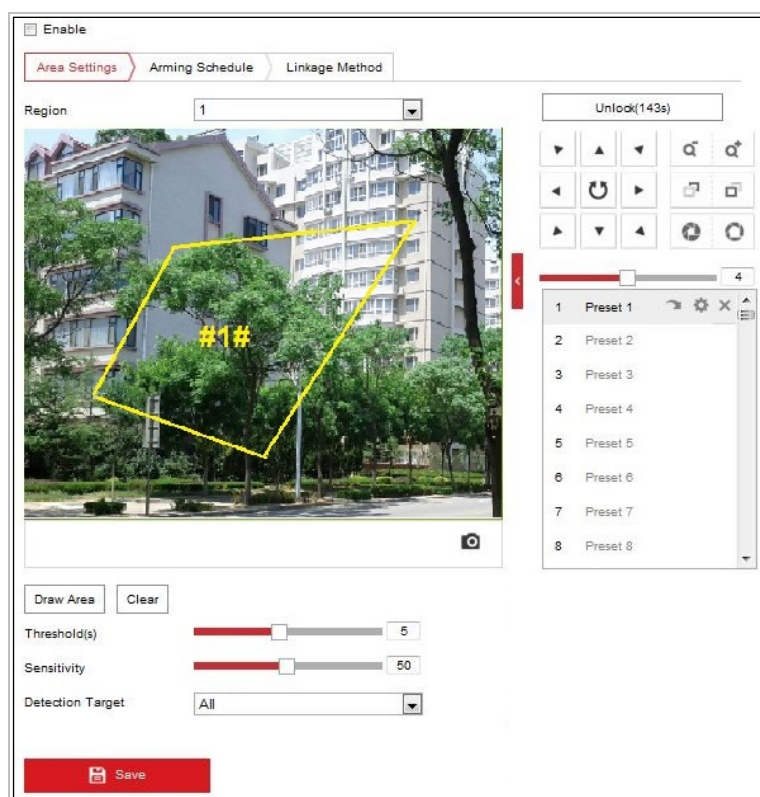 Enable
Area Settings
Arming Schedule
Linkage Method
Region
1
Unlock(143s)
#1#
4
1 Preset 1
2 Preset 2
3 Preset 3
4 Preset 4
5 Preset 5
6 Preset 6
7 Preset 7
8 Preset 8
Draw Area
Clear
Threshold(s)
5
Sensitivity
50
Detection Target
All
Save